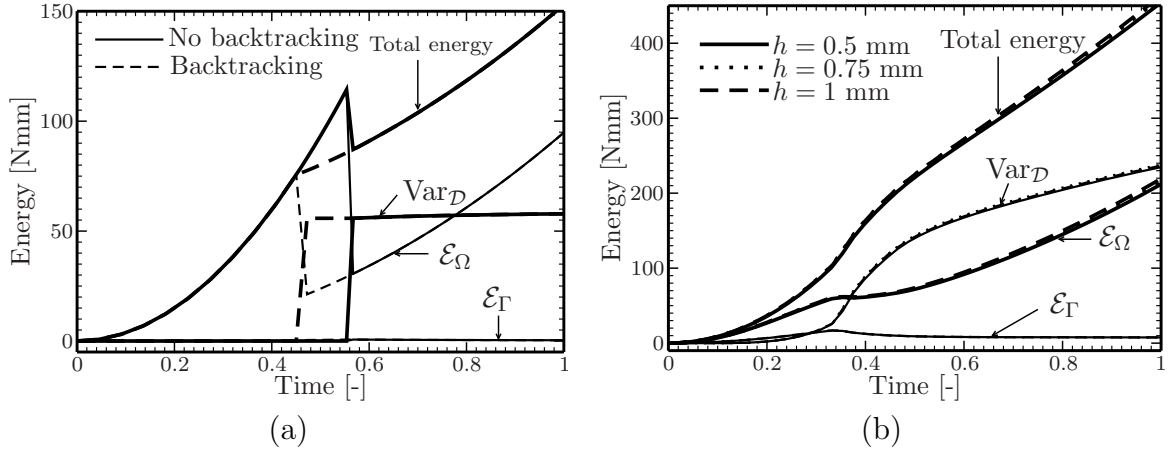 150
100
50
0
Energy [Nmm]
No backtracking
Backtracking
Total energy
Var𝒟
ℰΩ
ℰΓ
0 0.2 0.4 0.6 0.8 1
Time [-]
(a)
400
300
200
100
0
Energy [Nmm]
h = 0.5 mm
h = 0.75 mm
h = 1 mm
Total energy
Var𝒟
ℰΩ
ℰΓ
0 0.2 0.4 0.6 0.8 1
Time [-]
(b)